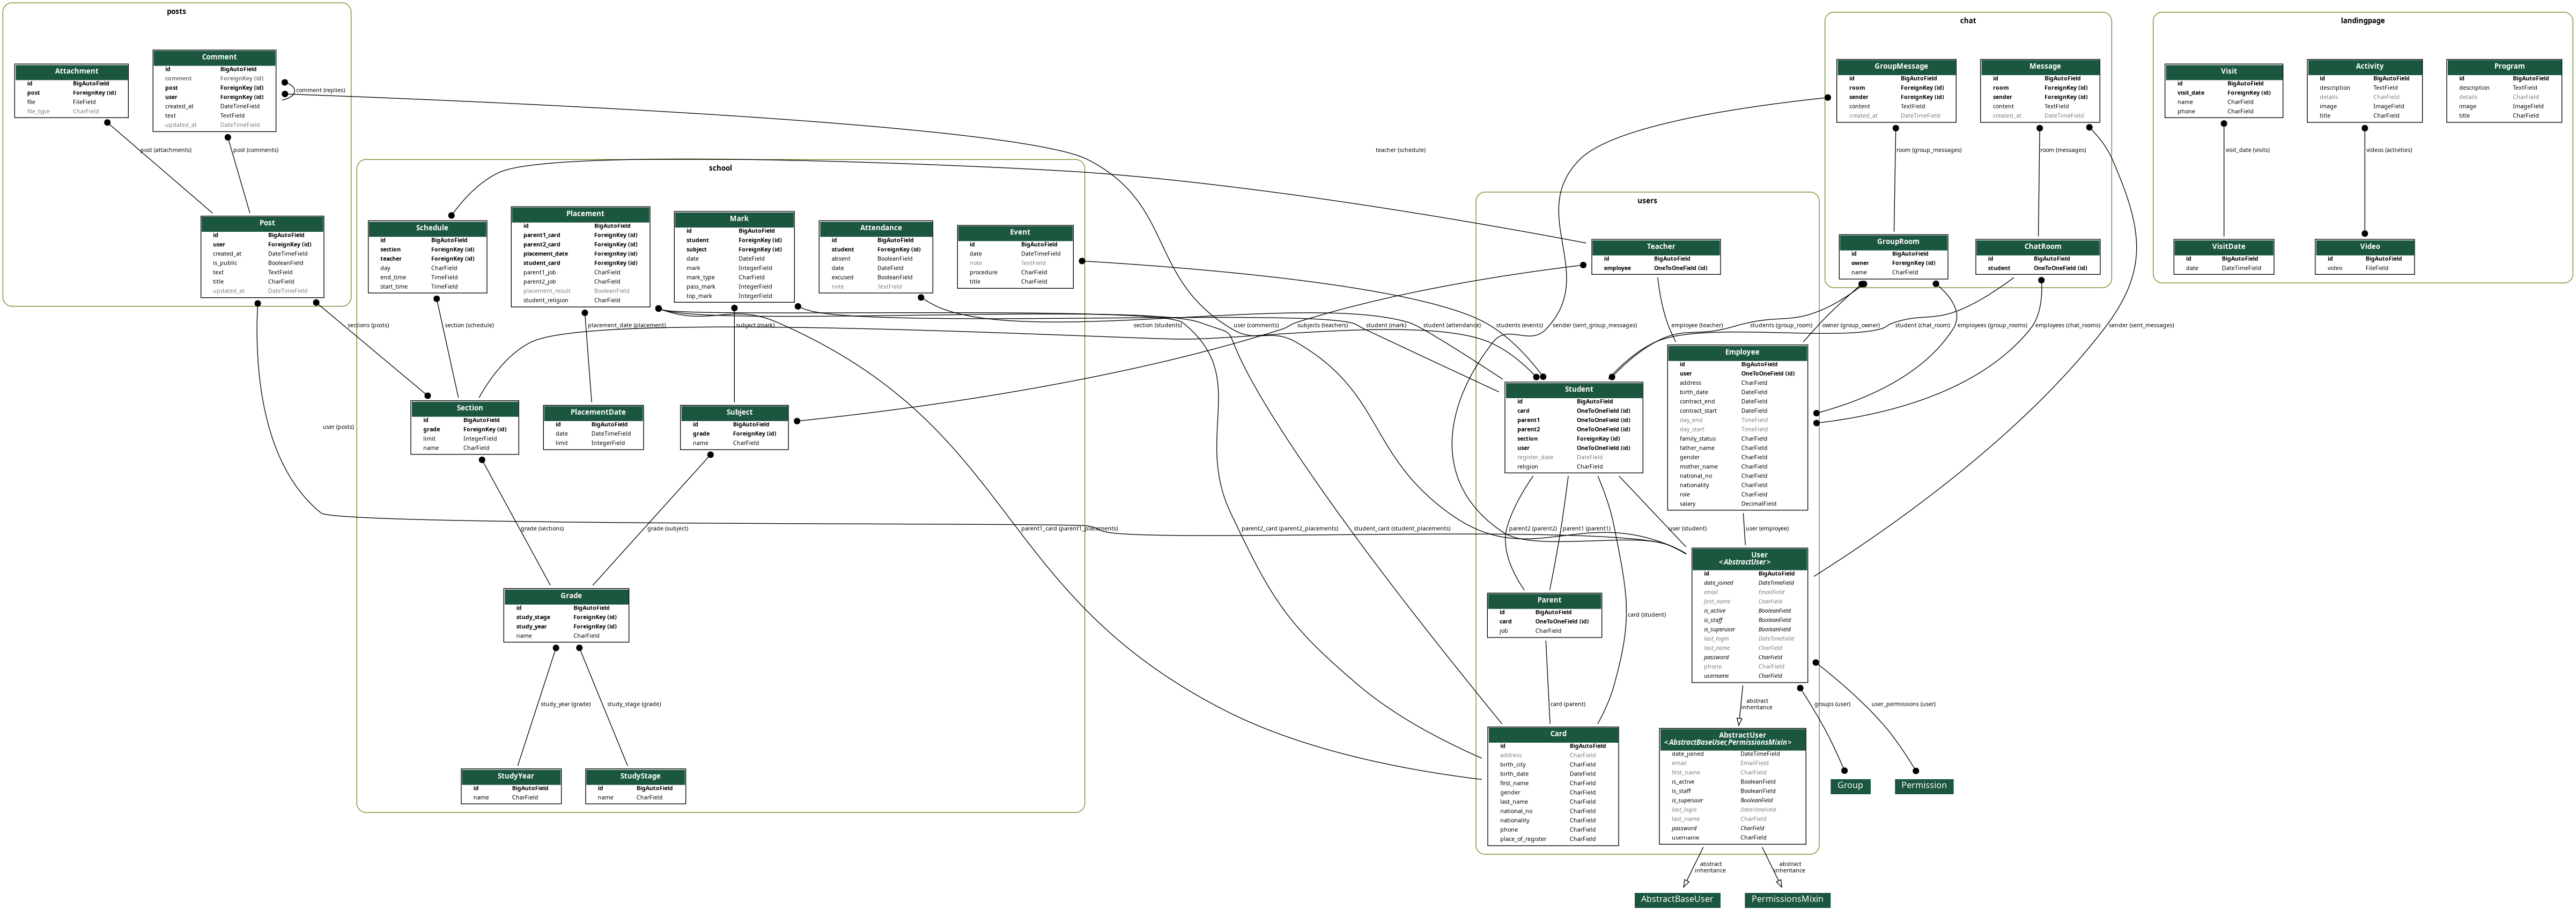 posts
Attachment
id BigAutoField
post ForeignKey (id)
file FileField
file_type CharField
Comment
id BigAutoField
comment ForeignKey (id)
post ForeignKey (id)
user ForeignKey (id)
created_at DateTimeField
text TextField
updated_at DateTimeField
comment (replies)
post (attachments)
post (comments)
Post
id BigAutoField
user ForeignKey (id)
created_at DateTimeField
is_public BooleanField
text TextField
title CharField
updated_at DateTimeField
sections (posts)
user (posts)
school
Schedule
id BigAutoField
section ForeignKey (id)
teacher ForeignKey (id)
day CharField
end_time TimeField
start_time TimeField
Placement
id BigAutoField
parent1_card ForeignKey (id)
parent2_card ForeignKey (id)
placement_date ForeignKey (id)
student_card ForeignKey (id)
parent1_job CharField
parent2_job CharField
placement_result BooleanField
student_religion CharField
Mark
id BigAutoField
student ForeignKey (id)
subject ForeignKey (id)
date DateField
mark IntegerField
mark_type CharField
pass_mark IntegerField
top_mark IntegerField
Attendance
id BigAutoField
student ForeignKey (id)
absent BooleanField
date DateField
excused BooleanField
note TextField
Event
id BigAutoField
date DateTimeField
note TextField
procedure CharField
title CharField
section (schedule)
placement_date (placement)
subject (mark)
section (students)
user (comments)
subjects (teachers)
student (mark)
student (attendance)
students (events)
sender (sent_group_messages)
teacher (schedule)
Section
id BigAutoField
grade ForeignKey (id)
limit IntegerField
name CharField
PlacementDate
id BigAutoField
date DateTimeField
limit IntegerField
Subject
id BigAutoField
grade ForeignKey (id)
name CharField
grade (sections)
grade (subject)
parent1_card (parent1_placements)
parent2_card (parent2_placements)
student_card (student_placements)
Grade
id BigAutoField
study_stage ForeignKey (id)
study_year ForeignKey (id)
name CharField
study_year (grade)
study_stage (grade)
StudyYear
id BigAutoField
name CharField
StudyStage
id BigAutoField
name CharField
users
Teacher
id BigAutoField
employee OneToOneField (id)
employee (teacher)
students (group_room)
owner (group_owner)
student (chat_room)
employees (group_rooms)
employees (chat_rooms)
sender (sent_messages)
Student
id BigAutoField
card OneToOneField (id)
parent1 OneToOneField (id)
parent2 OneToOneField (id)
section ForeignKey (id)
user OneToOneField (id)
register_date DateField
religion CharField
Employee
id BigAutoField
user OneToOneField (id)
address CharField
birth_date DateField
contract_end DateField
contract_start DateField
day_end TimeField
day_start TimeField
family_status CharField
father_name CharField
gender CharField
mother_name CharField
national_no CharField
nationality CharField
role CharField
salary DecimalField
parent2 (parent2)
parent1 (parent1)
user (student)
user (employee)
User
<AbstractUser>
id BigAutoField
date_joined DateTimeField
email EmailField
first_name CharField
is_active BooleanField
is_staff BooleanField
is_superuser BooleanField
last_login DateTimeField
last_name CharField
password CharField
phone CharField
username CharField
Parent
id BigAutoField
card OneToOneField (id)
job CharField
card (student)
card (parent)
abstract
inheritance
groups (user)
user_permissions (user)
Card
id BigAutoField
address CharField
birth_city CharField
birth_date DateField
first_name CharField
gender CharField
last_name CharField
national_no CharField
nationality CharField
phone CharField
place_of_register CharField
AbstractUser
<AbstractBaseUser,PermissionsMixin>
date_joined DateTimeField
email EmailField
first_name CharField
is_active BooleanField
is_staff BooleanField
is_superuser BooleanField
last_login DateTimeField
last_name CharField
password CharField
username CharField
Group
Permission
abstract
inheritance
abstract
inheritance
AbstractBaseUser
PermissionsMixin
chat
GroupMessage
id BigAutoField
room ForeignKey (id)
sender ForeignKey (id)
content TextField
created_at DateTimeField
Message
id BigAutoField
room ForeignKey (id)
sender ForeignKey (id)
content TextField
created_at DateTimeField
room (group_messages)
room (messages)
GroupRoom
id BigAutoField
owner ForeignKey (id)
name CharField
ChatRoom
id BigAutoField
student OneToOneField (id)
landingpage
Visit
id BigAutoField
visit_date ForeignKey (id)
name CharField
phone CharField
Activity
id BigAutoField
description TextField
details CharField
image ImageField
title CharField
Program
id BigAutoField
description TextField
details CharField
image ImageField
title CharField
visit_date (visits)
videos (activities)
VisitDate
id BigAutoField
date DateTimeField
Video
id BigAutoField
video FileField